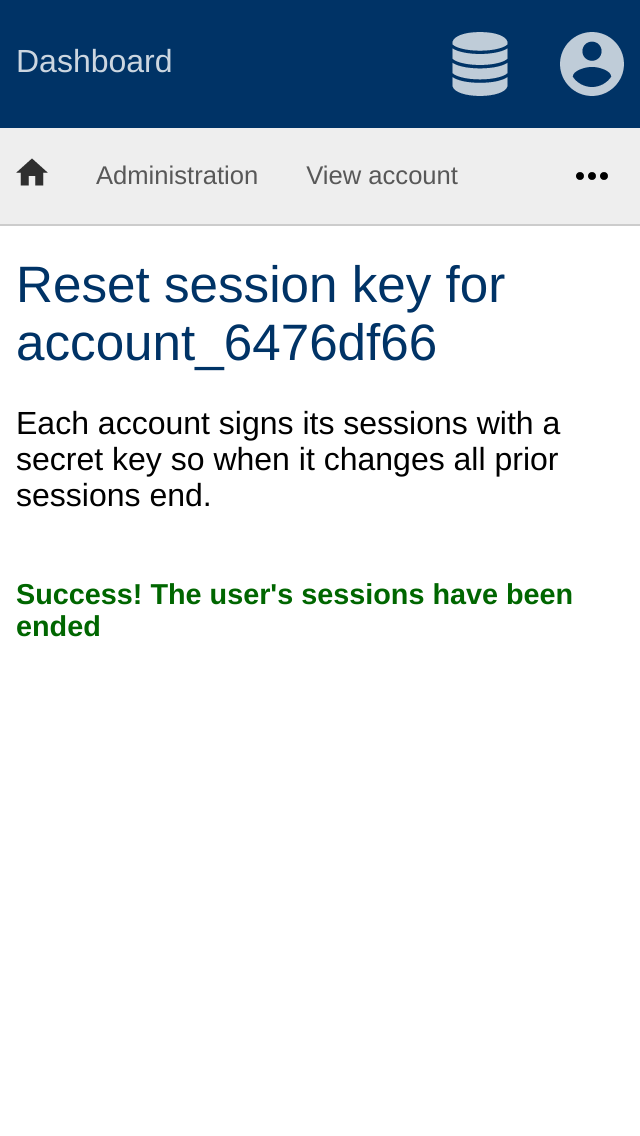 Dashboard
Administration View account
Reset session key for
account_6476df66
Each account signs its sessions with a
secret key so when it changes all prior
sessions end.
Success! The user's sessions have been
ended